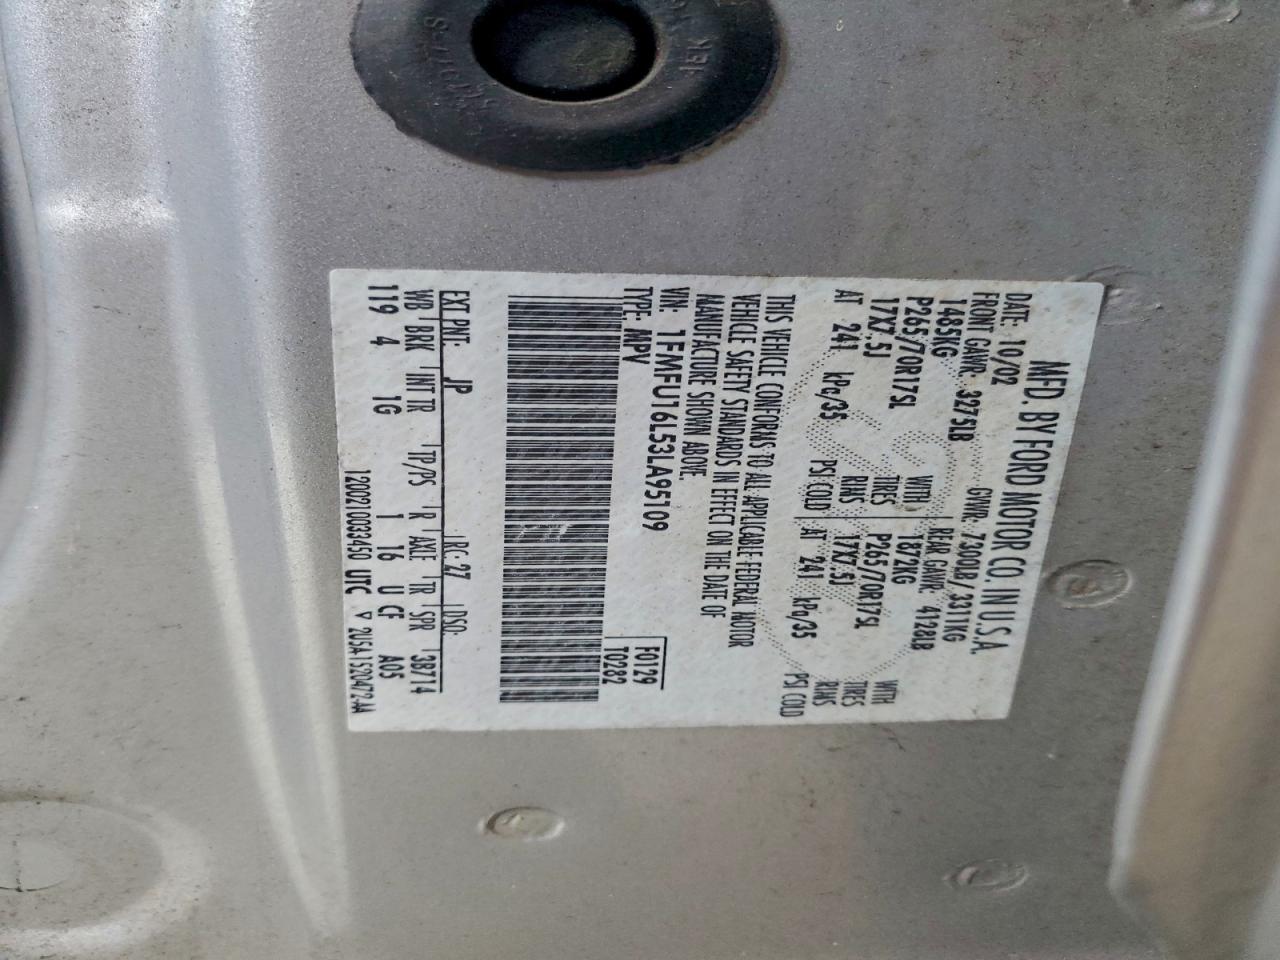 MFD. BY FORD MOTOR CO. IN U.S.A.
DATE: 10/02 GVWR: 7300LB/ 3311KG
FRONT GAWR: 3275LB REAR GAWR: 4128LB
1485KG WITH 1872KG WITH
P265/70R17SL TIRES P265/70R17SL TIRES
17X7.5J RIMS 17X7.5J RIMS
AT 241 kPa/35 PSI COLD AT 241 kPa/35 PSI COLD
THIS VEHICLE CONFORMS TO ALL APPLICABLE FEDERAL MOTOR
VEHICLE SAFETY STANDARDS IN EFFECT ON THE DATE OF
MANUFACTURE SHOWN ABOVE.
VIN: 1FMFU16L53LA95109
TYPE: MPV
F0129
T0282
EXT PNT: JP RC: 27 DSO:
WB BRK INT TR TP/PS R AXLE TR SPR 38714
119 4 1G 1 16 U CF A05
1200210033450 UTC ▽ 2U5A 1520472 AA